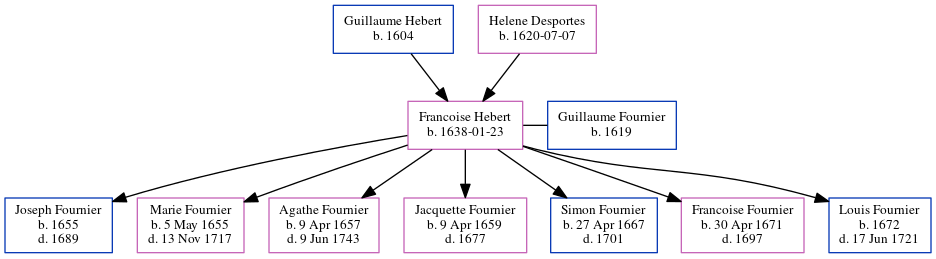 Guillaume Hebert
b. 1604
Helene Desportes
b. 1620-07-07
Francoise Hebert
b. 1638-01-23
Guillaume Fournier
b. 1619
Joseph Fournier
b. 1655
d. 1689
Marie Fournier
b. 5 May 1655
d. 13 Nov 1717
Agathe Fournier
b. 9 Apr 1657
d. 9 Jun 1743
Jacquette Fournier
b. 9 Apr 1659
d. 1677
Simon Fournier
b. 27 Apr 1667
d. 1701
Francoise Fournier
b. 30 Apr 1671
d. 1697
Louis Fournier
b. 1672
d. 17 Jun 1721